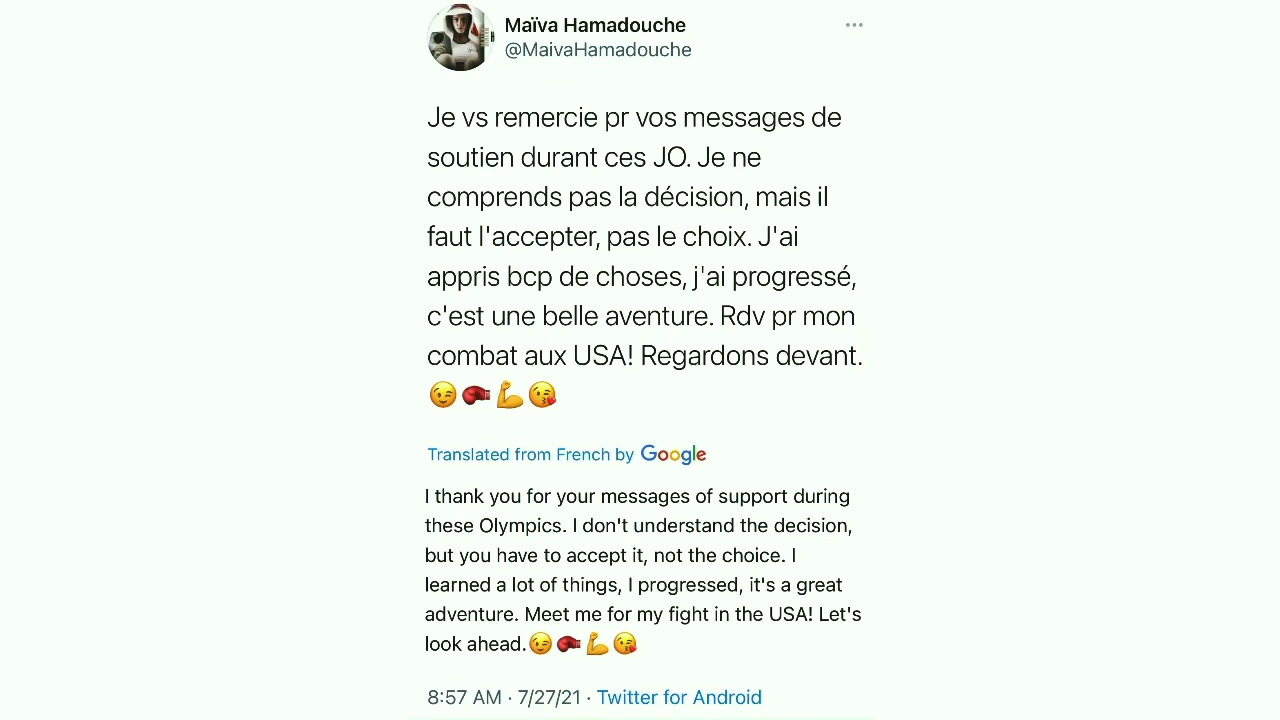 Maïva Hamadouche
@MaivaHamadouche
Je vs remercie pr vos messages de
soutien durant ces JO. Je ne
comprends pas la décision, mais il
faut l'accepter, pas le choix. J'ai
appris bcp de choses, j'ai progressé,
c'est une belle aventure. Rdv pr mon
combat aux USA! Regardons devant.
😉🥊💪😘
Translated from French by Google
I thank you for your messages of support during
these Olympics. I don't understand the decision,
but you have to accept it, not the choice. I
learned a lot of things, I progressed, it's a great
adventure. Meet me for my fight in the USA! Let's
look ahead.😉🥊💪😘
8:57 AM · 7/27/21 · Twitter for Android